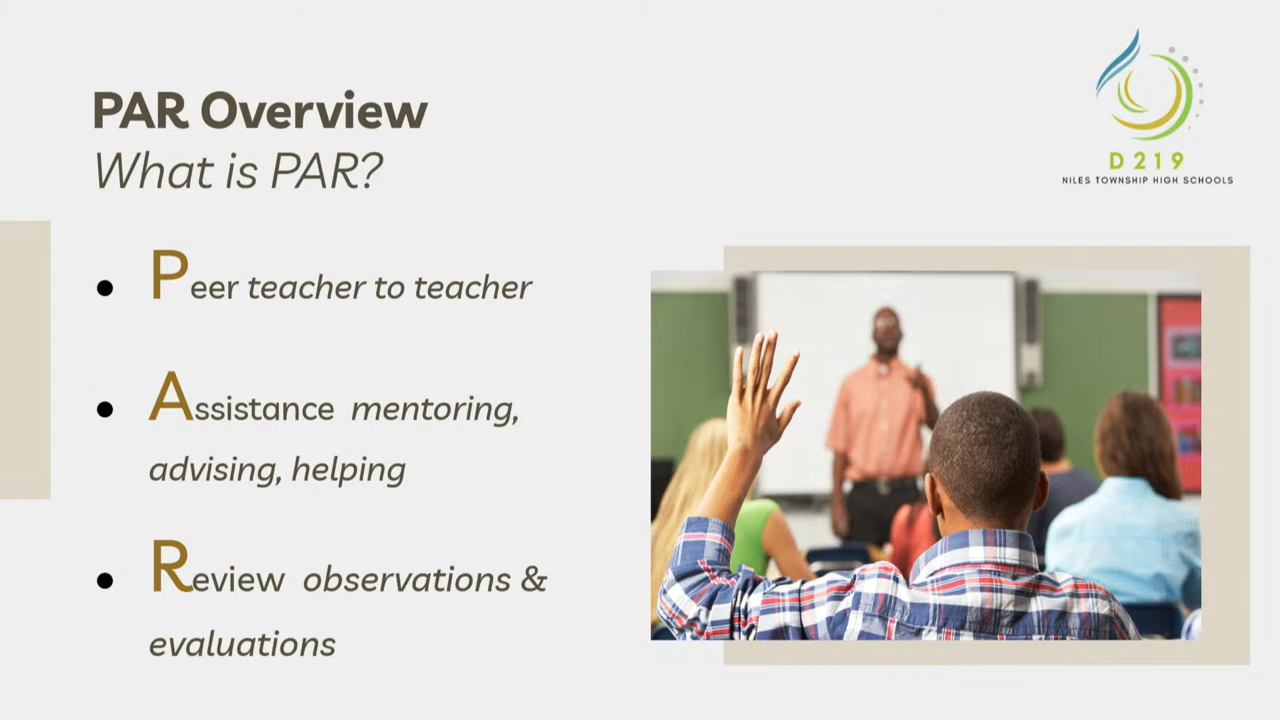 PAR Overview
What is PAR?
D219
NILES TOWNSHIP HIGH SCHOOLS
● Peer teacher to teacher
● Assistance mentoring,
advising, helping
● Review observations &
evaluations